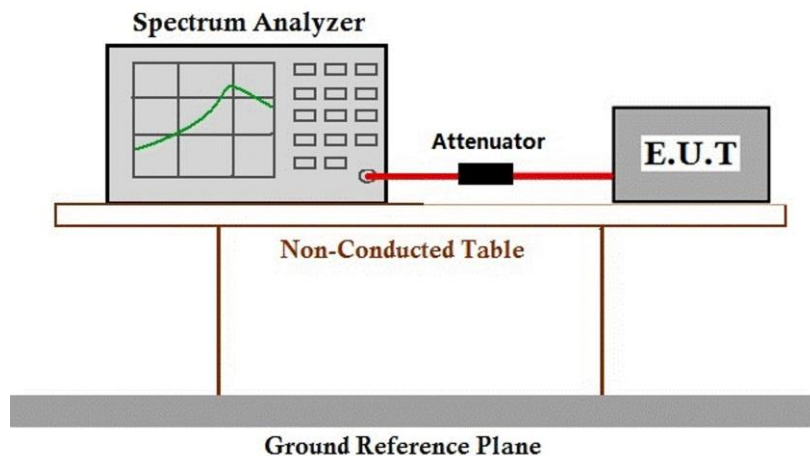 Spectrum Analyzer
Attenuator
E.U.T
Non-Conducted Table
Ground Reference Plane